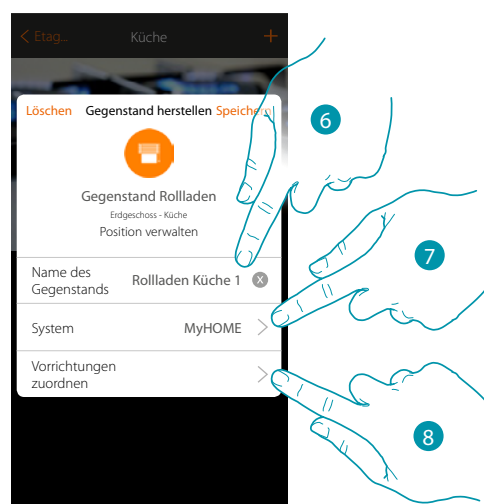 < Etag... Küche +
Löschen Gegenstand herstellen Speichern
Gegenstand Rollladen
Erdgeschoss - Küche
Position verwalten
Name des
Gegenstands
Rollladen Küche 1 X
System MyHOME >
Vorrichtungen
zuordnen >
6
7
8